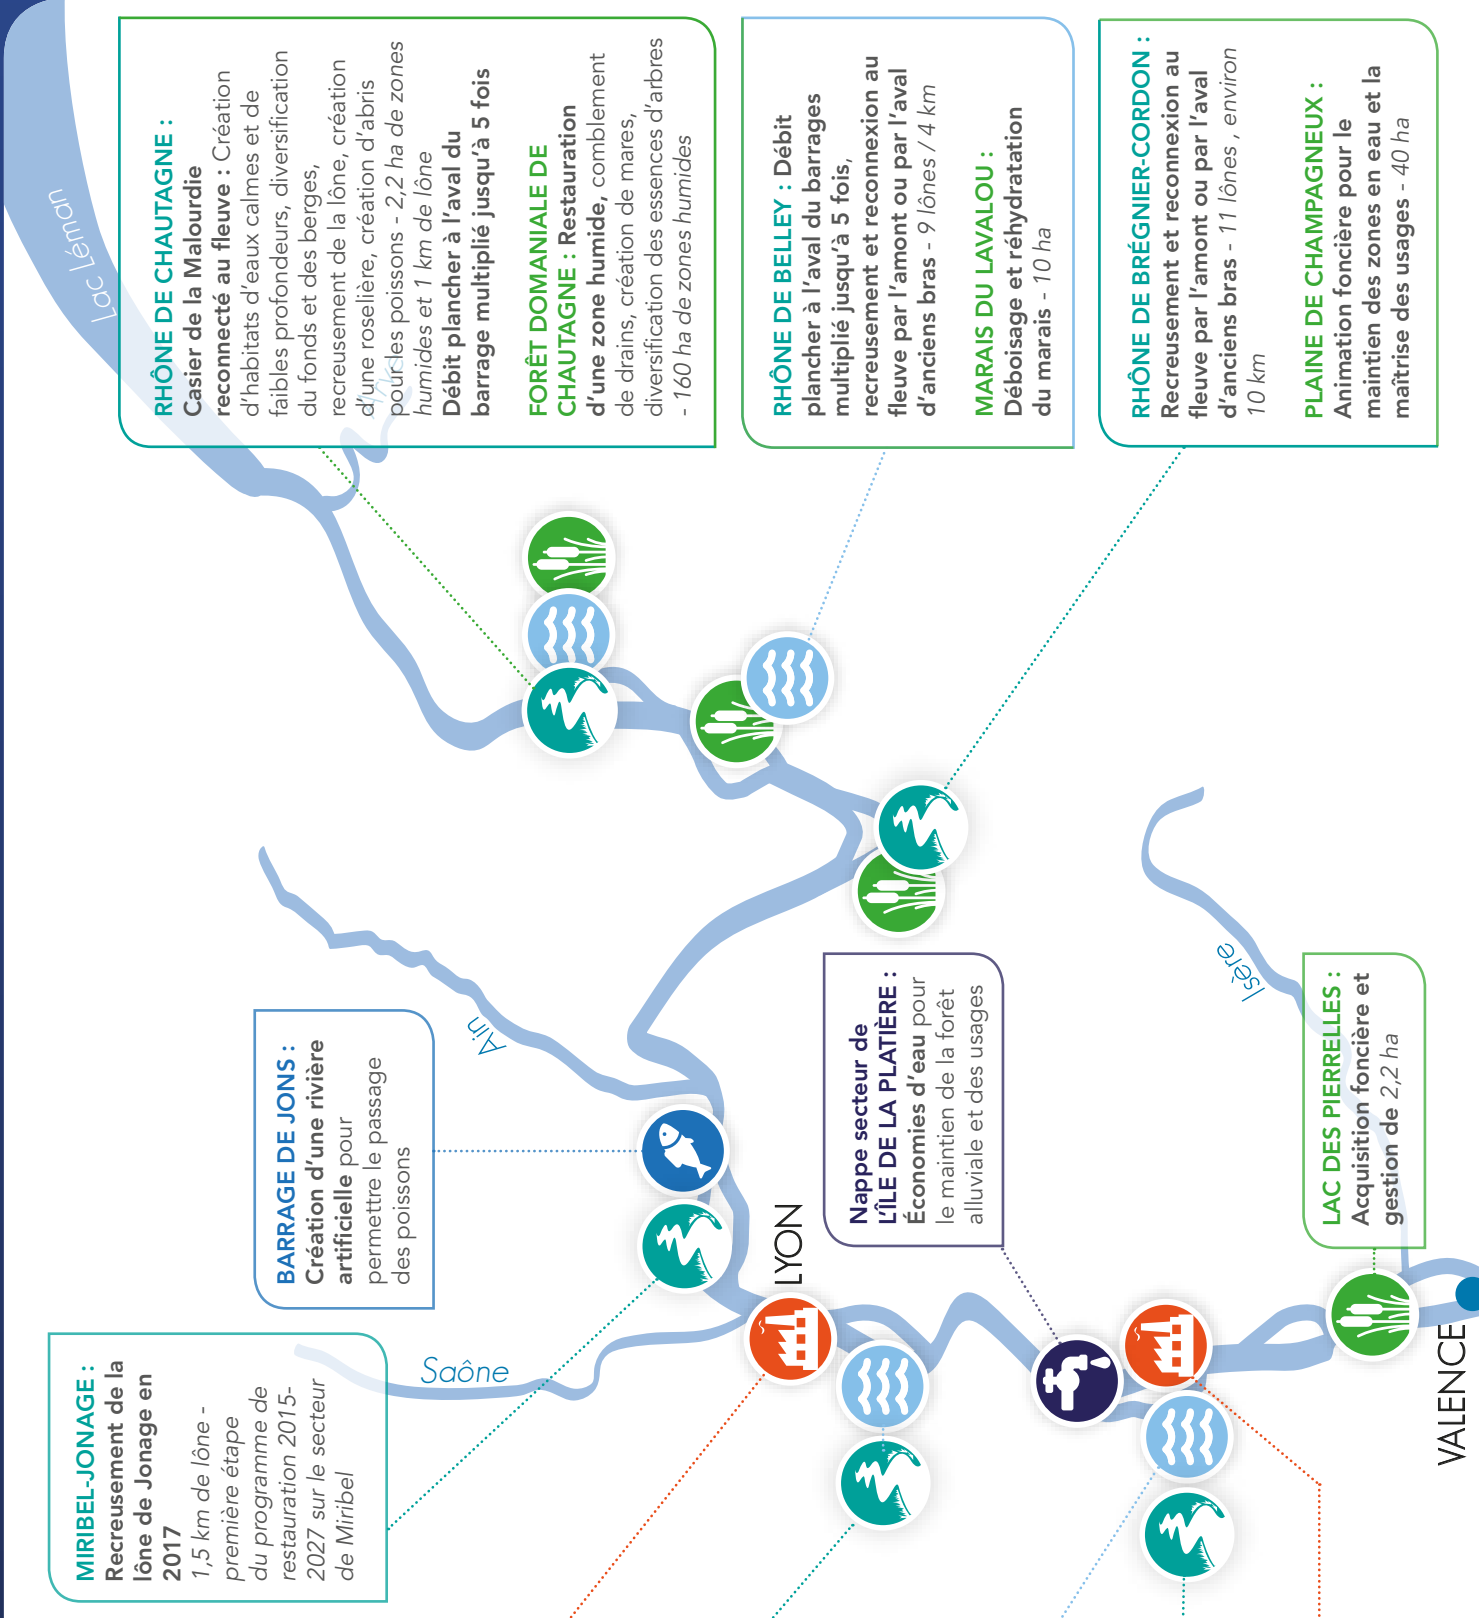 Lac Léman
RHÔNE DE CHAUTAGNE :
Casier de la Malourdie
reconnecté au fleuve : Création
d’habitats d’eaux calmes et de
faibles profondeurs, diversification
du fonds et des berges,
recreusement de la lône, création
d’une roselière, création d’abris
pour les poissons - 2,2 ha de zones
humides et 1 km de lône
Débit plancher à l’aval du
barrage multiplié jusqu’à 5 fois
FORÊT DOMANIALE DE
CHAUTAGNE : Restauration
d’une zone humide, comblement
de drains, création de mares,
diversification des essences d’arbres
- 160 ha de zones humides
Arve
RHÔNE DE BELLEY : Débit
plancher à l’aval du barrages
multiplié jusqu’à 5 fois,
recreusement et reconnexion au
fleuve par l’amont ou par l’aval
d’anciens bras - 9 lônes / 4 km
MARAIS DU LAVALOU :
Déboisage et réhydratation
du marais - 10 ha
RHÔNE DE BRÉGNIER-CORDON :
Recreusement et reconnexion au
fleuve par l’amont ou par l’aval
d’anciens bras - 11 lônes , environ
10 km
PLAINE DE CHAMPAGNEUX :
Animation foncière pour le
maintien des zones en eau et la
maîtrise des usages - 40 ha
BARRAGE DE JONS :
Création d’une rivière
artificielle pour
permettre le passage
des poissons
Ain
MIRIBEL-JONAGE :
Recreusement de la
lône de Jonage en
2017
1,5 km de lône -
première étape
du programme de
restauration 2015-
2027 sur le secteur
de Miribel
Saône
LYON
Nappe secteur de
L’ÎLE DE LA PLATIÈRE :
Économies d’eau pour
le maintien de la forêt
alluviale et des usages
Isère
LAC DES PIERRELLES :
Acquisition foncière et
gestion de 2,2 ha
VALENCE